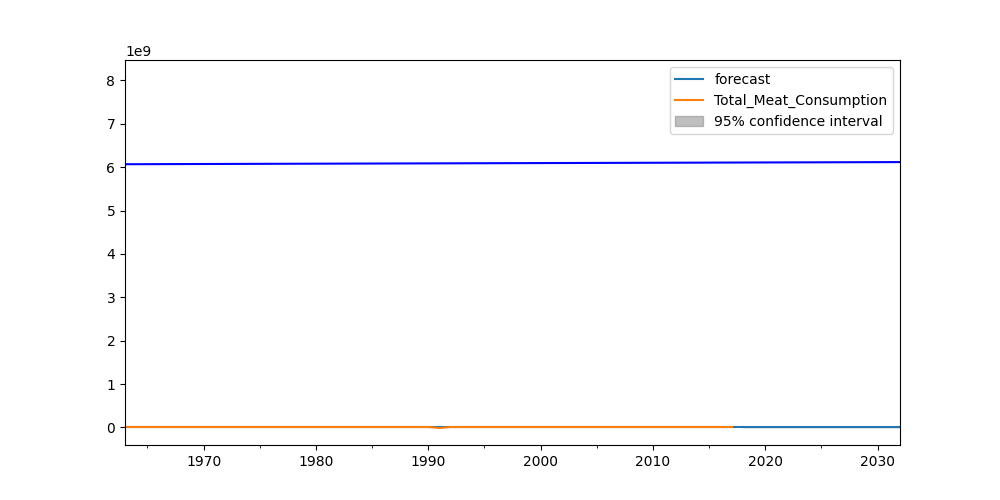 1e9
8
7
6
5
4
3
2
1
0
forecast
Total_Meat_Consumption
95% confidence interval
1970 1980 1990 2000 2010 2020 2030